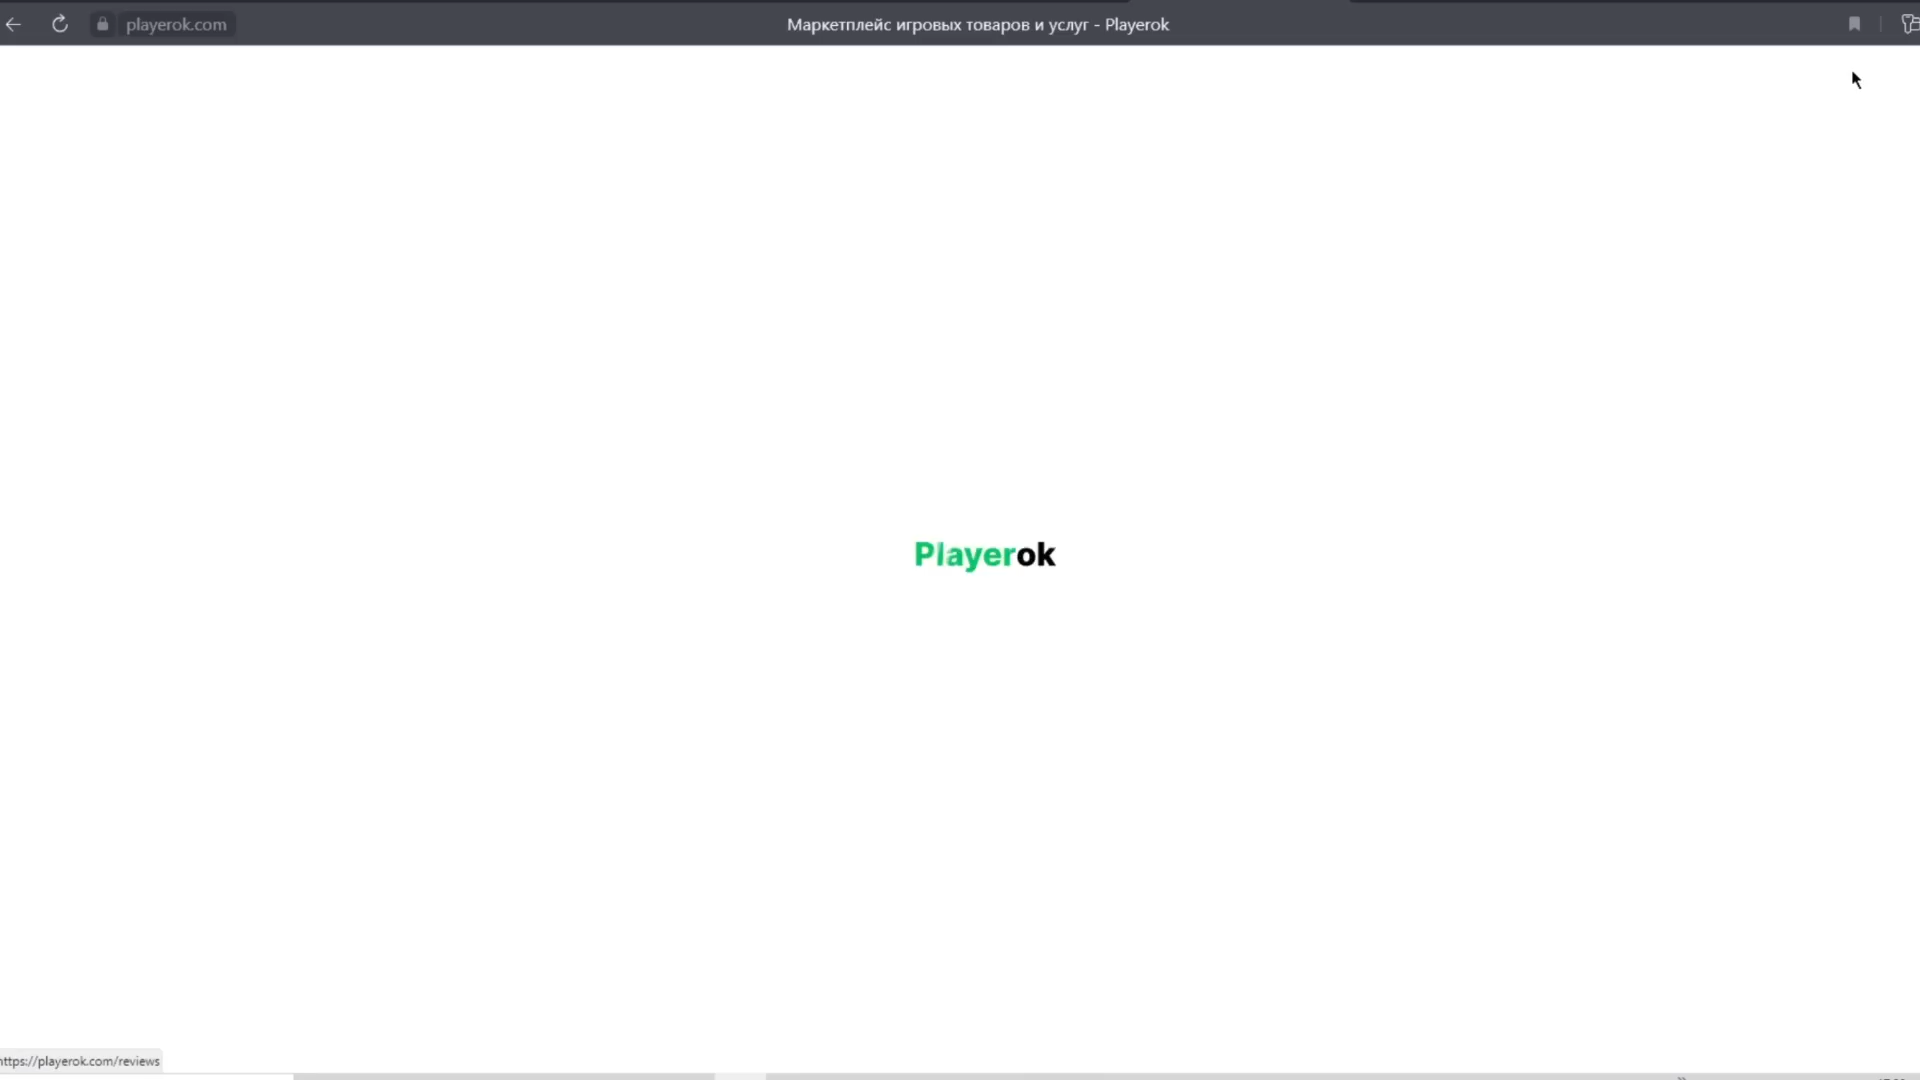 playerok.com
Маркетплейс игровых товаров и услуг - Playerok
Playerok
https://playerok.com/reviews